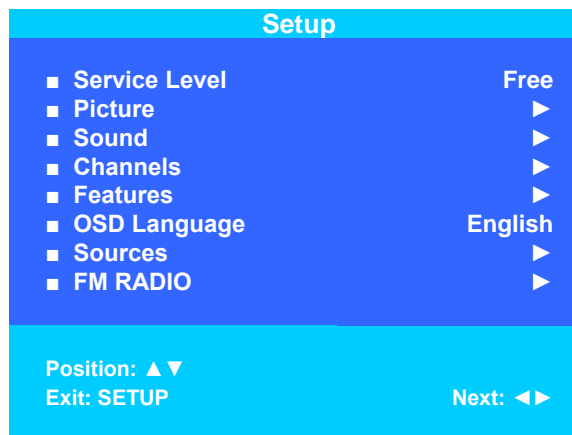 Setup
■ Service Level Free
■ Picture ►
■ Sound ►
■ Channels ►
■ Features ►
■ OSD Language English
■ Sources ►
■ FM RADIO ►
Position: ▲▼
Exit: SETUP Next: ◄►